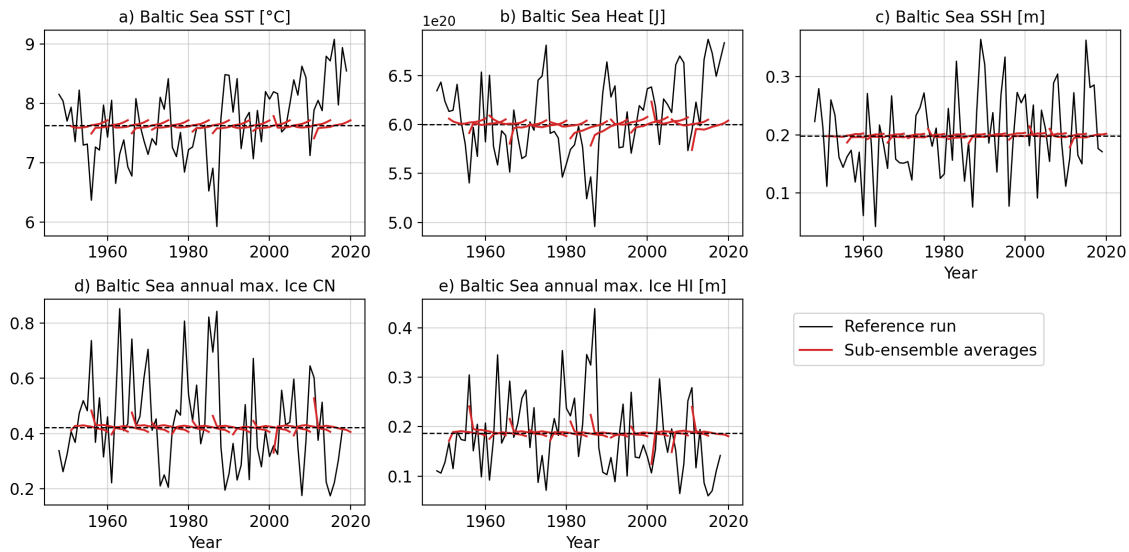 a) Baltic Sea SST [°C]
9
8
7
6
1960 1980 2000 2020
b) Baltic Sea Heat [J]
1e20
6.5
6.0
5.5
5.0
1960 1980 2000 2020
c) Baltic Sea SSH [m]
0.3
0.2
0.1
1960 1980 2000 2020
Year
d) Baltic Sea annual max. Ice CN
0.8
0.6
0.4
0.2
1960 1980 2000 2020
Year
e) Baltic Sea annual max. Ice HI [m]
0.4
0.3
0.2
0.1
1960 1980 2000 2020
Year
Reference run
Sub-ensemble averages